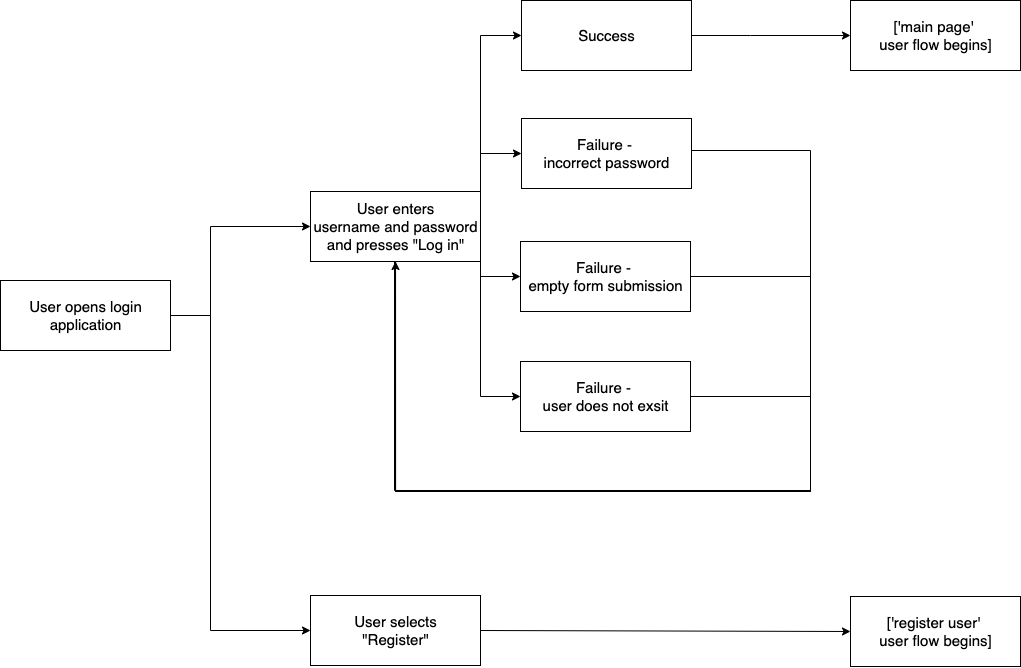 Success
['main page'
user flow begins]
Failure -
incorrect password
User enters
username and password
and presses "Log in"
Failure -
empty form submission
User opens login
application
Failure -
user does not exsit
User selects
"Register"
['register user'
user flow begins]